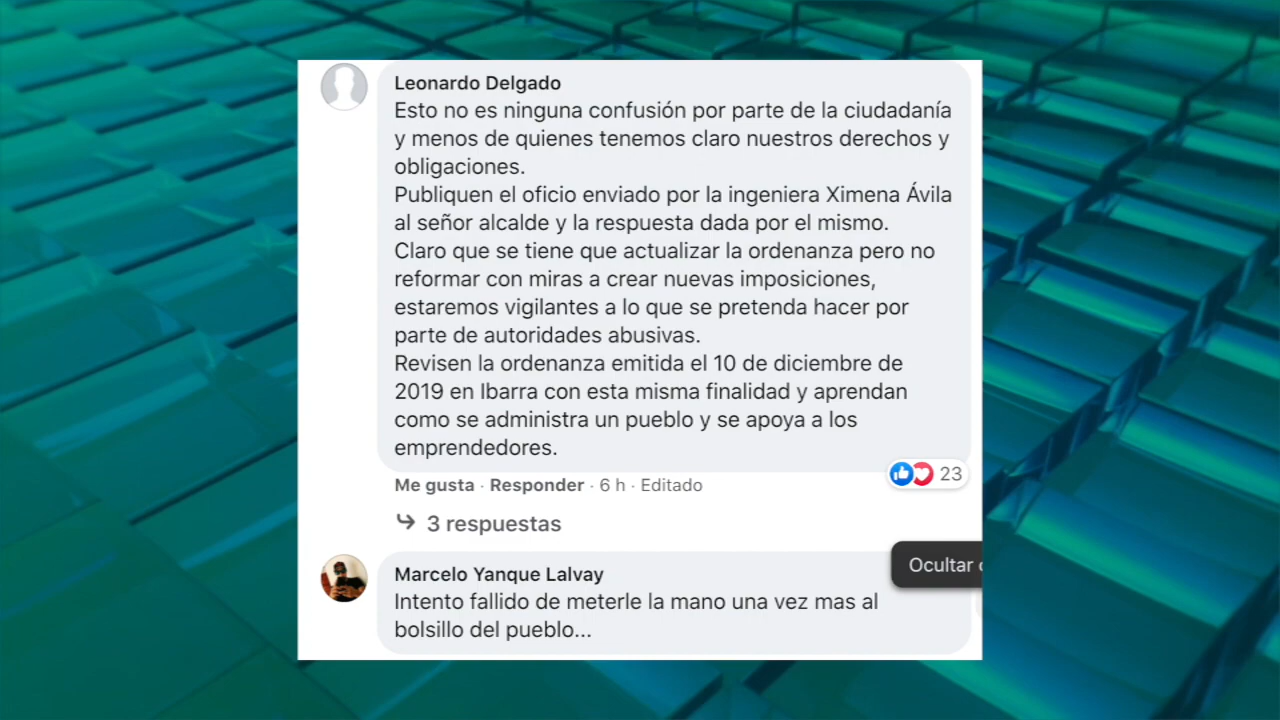 Leonardo Delgado
Esto no es ninguna confusión por parte de la ciudadanía
y menos de quienes tenemos claro nuestros derechos y
obligaciones.
Publiquen el oficio enviado por la ingeniera Ximena Ávila
al señor alcalde y la respuesta dada por el mismo.
Claro que se tiene que actualizar la ordenanza pero no
reformar con miras a crear nuevas imposiciones,
estaremos vigilantes a lo que se pretenda hacer por
parte de autoridades abusivas.
Revisen la ordenanza emitida el 10 de diciembre de
2019 en Ibarra con esta misma finalidad y aprendan
como se administra un pueblo y se apoya a los
emprendedores.
23
Me gusta · Responder · 6 h · Editado
3 respuestas
Ocultar
Marcelo Yanque Lalvay
Intento fallido de meterle la mano una vez mas al
bolsillo del pueblo...